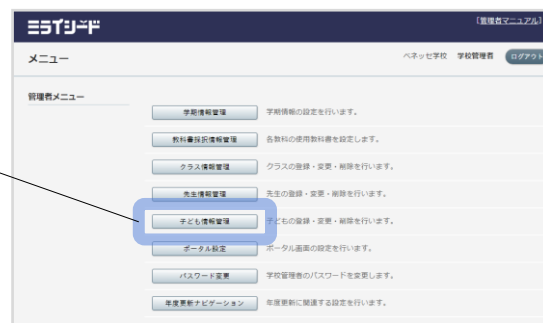 ミライシード
[管理者マニュアル]
メニュー
ベネッセ学校 学校管理者 ログアウト
管理者メニュー
学期情報管理 学期情報の設定を行います。
教科書採択情報管理 各教科の使用教科書を設定します。
クラス情報管理 クラスの登録・変更・削除を行います。
先生情報管理 先生の登録・変更・削除を行います。
子ども情報管理 子どもの登録・変更・削除を行います。
ポータル設定 ポータル画面の設定を行います。
パスワード変更 学校管理者のパスワードを変更します。
年度更新ナビゲーション 年度更新に関連する設定を行います。